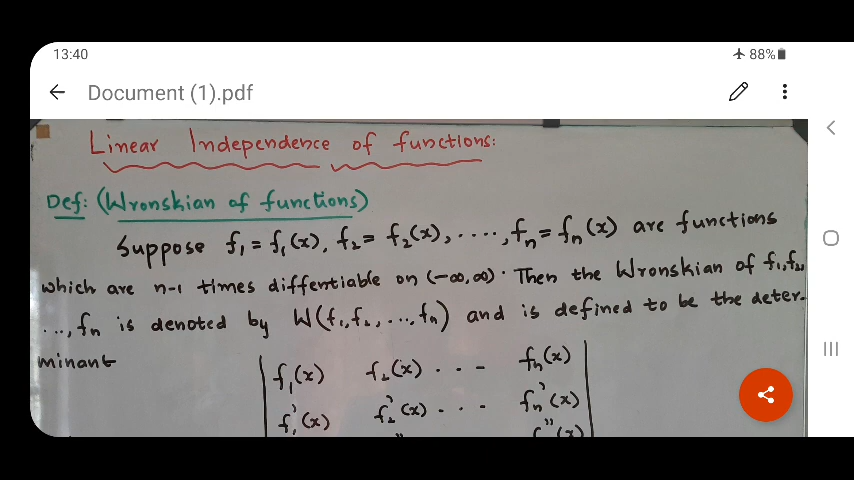 13:40
88%
Document (1).pdf
Linear Independence of functions:
Def: (Wronskian of functions)
Suppose f₁ = f₁(x), f₂ = f₂(x), ....., fₙ = fₙ(x) are functions
which are n-1 times diffentiable on (-∞,∞). Then the Wronskian of f₁,f₂,
..., fₙ is denoted by W(f₁,f₂,...,fₙ) and is defined to be the deter-
minant
f₁(x) f₂(x) · · - fₙ(x)
f₁'(x) f₂'(x) · · - fₙ'(x)